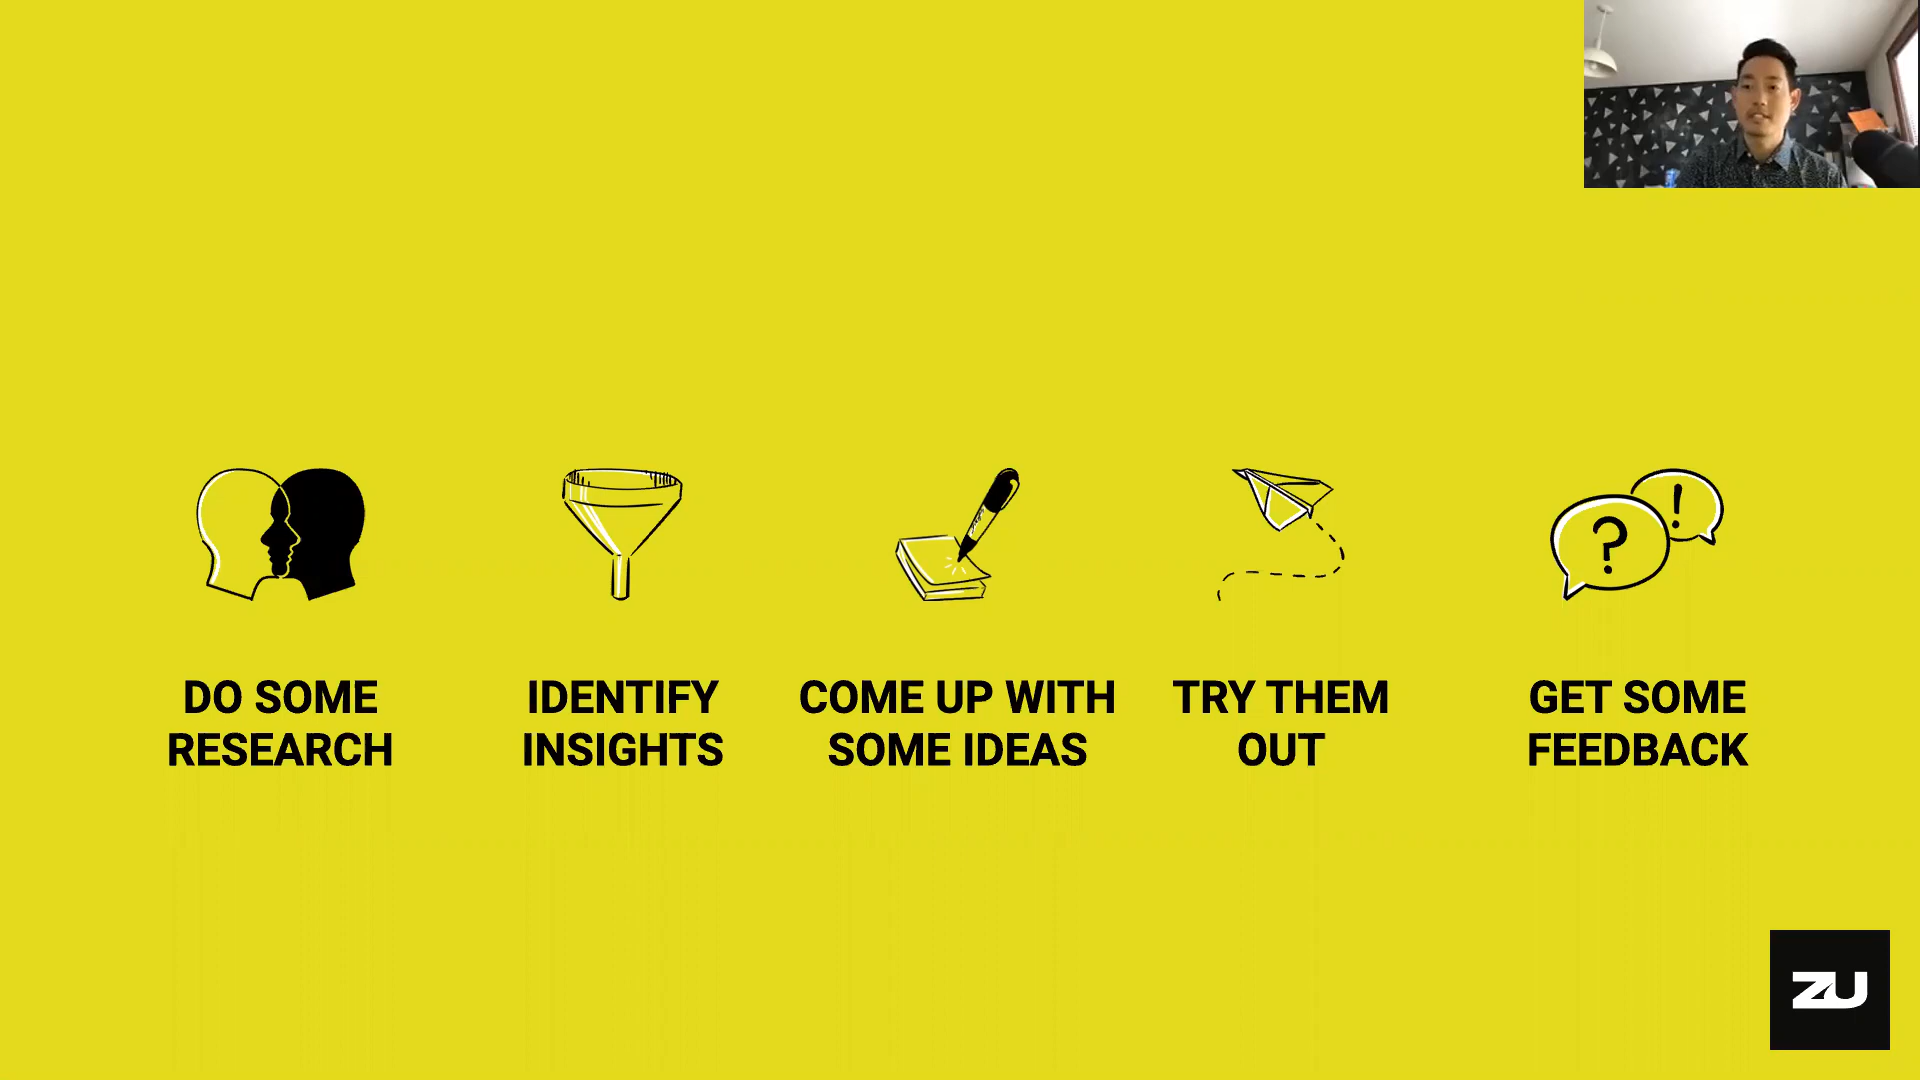 DO SOME
RESEARCH
IDENTIFY
INSIGHTS
COME UP WITH
SOME IDEAS
TRY THEM
OUT
?
!
GET SOME
FEEDBACK
ZU